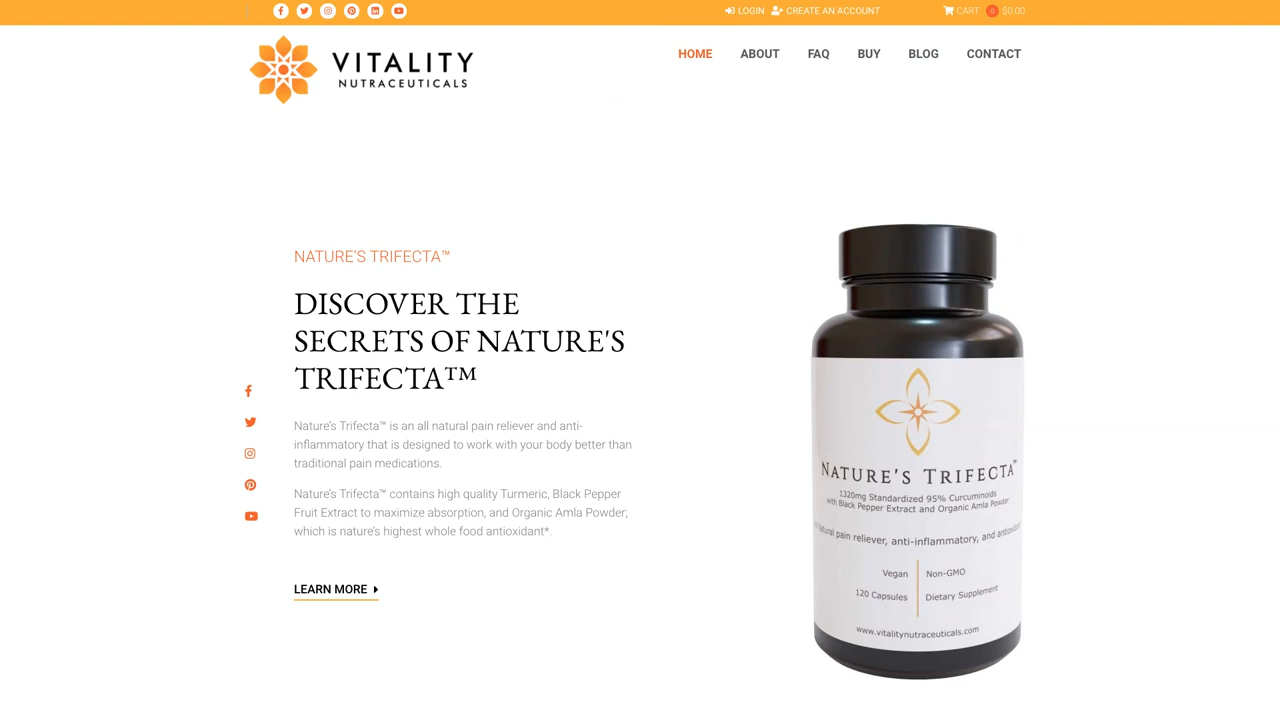 LOGIN CREATE AN ACCOUNT CART 0 $0.00
VITALITY
NUTRACEUTICALS
HOME ABOUT FAQ BUY BLOG CONTACT
NATURE'S TRIFECTA™
DISCOVER THE
SECRETS OF NATURE'S
TRIFECTA™
Nature's Trifecta™ is an all natural pain reliever and anti-
inflammatory that is designed to work with your body better than
traditional pain medications.
Nature's Trifecta™ contains high quality Turmeric, Black Pepper
Fruit Extract to maximize absorption, and Organic Amla Powder;
which is nature's highest whole food antioxidant*.
LEARN MORE
NATURE'S TRIFECTA™
1320mg Standardized 95% Curcuminoids
with Black Pepper Extract and Organic Amla Powder
Natural pain reliever, anti-inflammatory, and
Vegan Non-GMO
120 Capsules Dietary Supplement
www.vitalitynutraceuticals.com